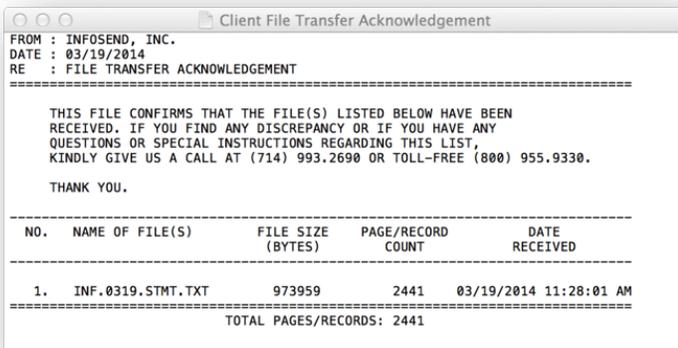 Client File Transfer Acknowledgement
FROM : INFOSEND, INC.
DATE : 03/19/2014
RE : FILE TRANSFER ACKNOWLEDGEMENT
THIS FILE CONFIRMS THAT THE FILE(S) LISTED BELOW HAVE BEEN
RECEIVED. IF YOU FIND ANY DISCREPANCY OR IF YOU HAVE ANY
QUESTIONS OR SPECIAL INSTRUCTIONS REGARDING THIS LIST,
KINDLY GIVE US A CALL AT (714) 993.2690 OR TOLL-FREE (800) 955.9330.
THANK YOU.
NO. NAME OF FILE(S) FILE SIZE PAGE/RECORD DATE
(BYTES) COUNT RECEIVED
1. INF.0319.STMT.TXT 973959 2441 03/19/2014 11:28:01 AM
TOTAL PAGES/RECORDS: 2441